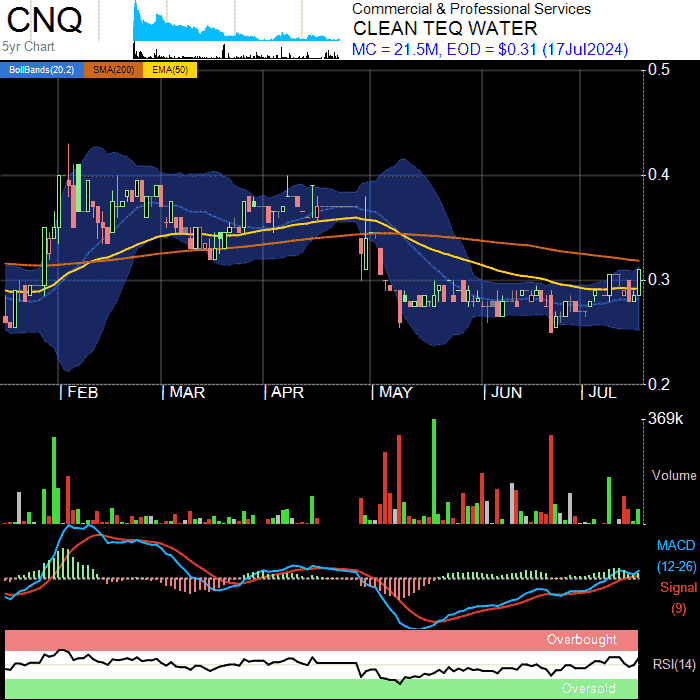 CNQ
5yr Chart
Commercial & Professional Services
CLEAN TEQ WATER
MC = 21.5M, EOD = $0.31 (17Jul2024)
BollBands(20,2) SMA(200) EMA(50)
0.5
0.4
0.3
0.2
FEB MAR APR MAY JUN JUL
369k
Volume
MACD
(12-26)
Signal
(9)
Overbought
RSI(14)
Oversold